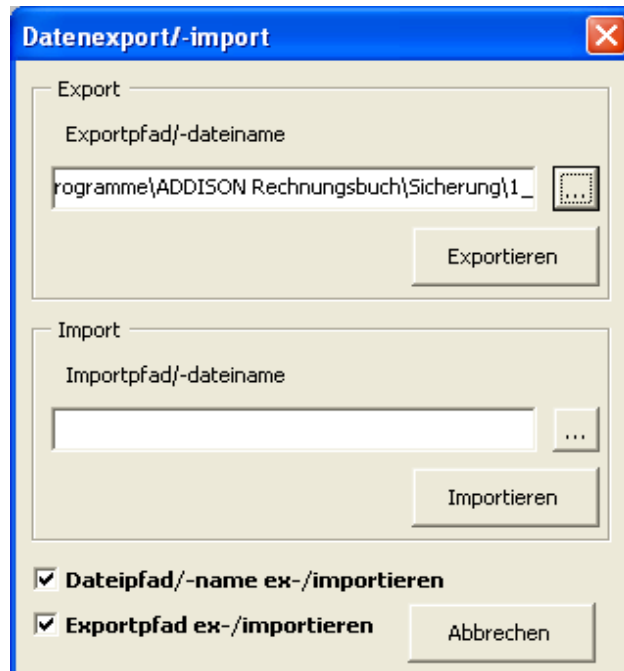 Datenexport/-import
Export
Exportpfad/-dateiname
rogramme\ADDISON Rechnungsbuch\Sicherung\1_
...
Exportieren
Import
Importpfad/-dateiname
...
Importieren
Dateipfad/-name ex-/importieren
Exportpfad ex-/importieren
Abbrechen